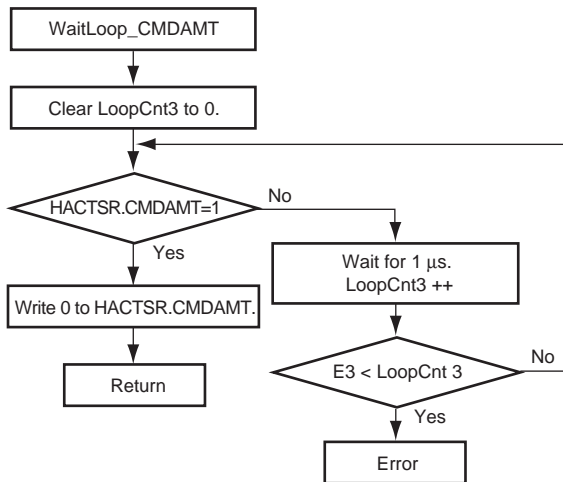 WaitLoop_CMDAMT
Clear LoopCnt3 to 0.
HACTSR.CMDAMT=1
No
Yes
Wait for 1 μs.
LoopCnt3 ++
Write 0 to HACTSR.CMDAMT.
Return
E3 < LoopCnt 3
No
Yes
Error